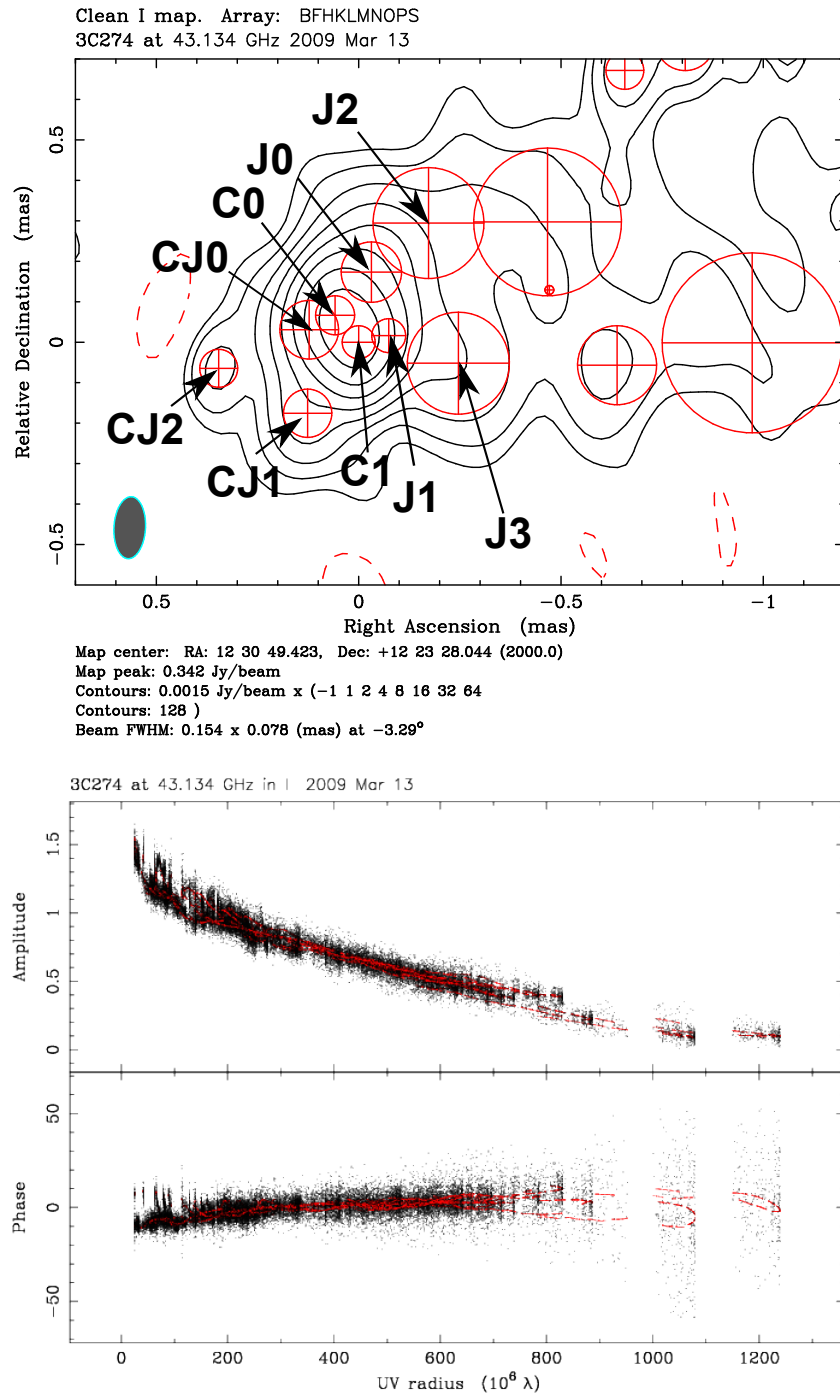 Clean I map. Array: BFHKLMNOPS
3C274 at 43.134 GHz 2009 Mar 13
J2
J0
C0
CJ0
CJ2
CJ1
C1
J1
J3
Relative Declination (mas)
0.5
0
−0.5
0.5 0 −0.5 −1
Right Ascension (mas)
Map center: RA: 12 30 49.423, Dec: +12 23 28.044 (2000.0)
Map peak: 0.342 Jy/beam
Contours: 0.0015 Jy/beam x (−1 1 2 4 8 16 32 64
Contours: 128 )
Beam FWHM: 0.154 x 0.078 (mas) at −3.29°
3C274 at 43.134 GHz in I 2009 Mar 13
Amplitude
1.5
1
0.5
0
Phase
50
0
−50
0 200 400 600 800 1000 1200
UV radius (10⁶ λ)